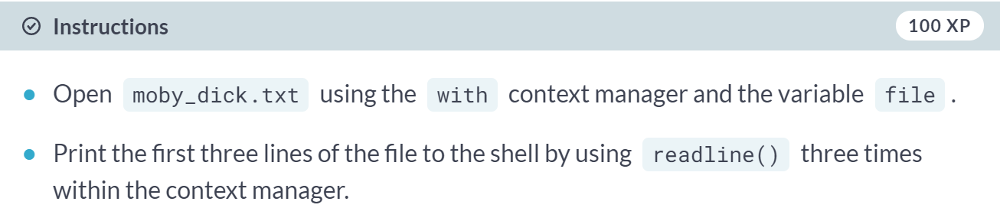 Instructions
100 XP
Open moby_dick.txt using the with context manager and the variable file .
Print the first three lines of the file to the shell by using readline() three times
within the context manager.